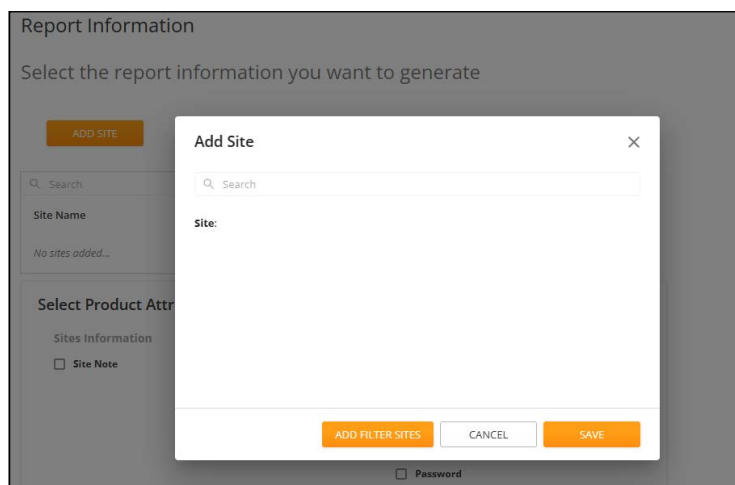 Report Information
Select the report information you want to generate
ADD SITE
Search
Site Name
No sites added...
Select Product Attr
Sites Information
Site Note
Add Site
Search
Site:
ADD FILTER SITES
CANCEL
SAVE
Password